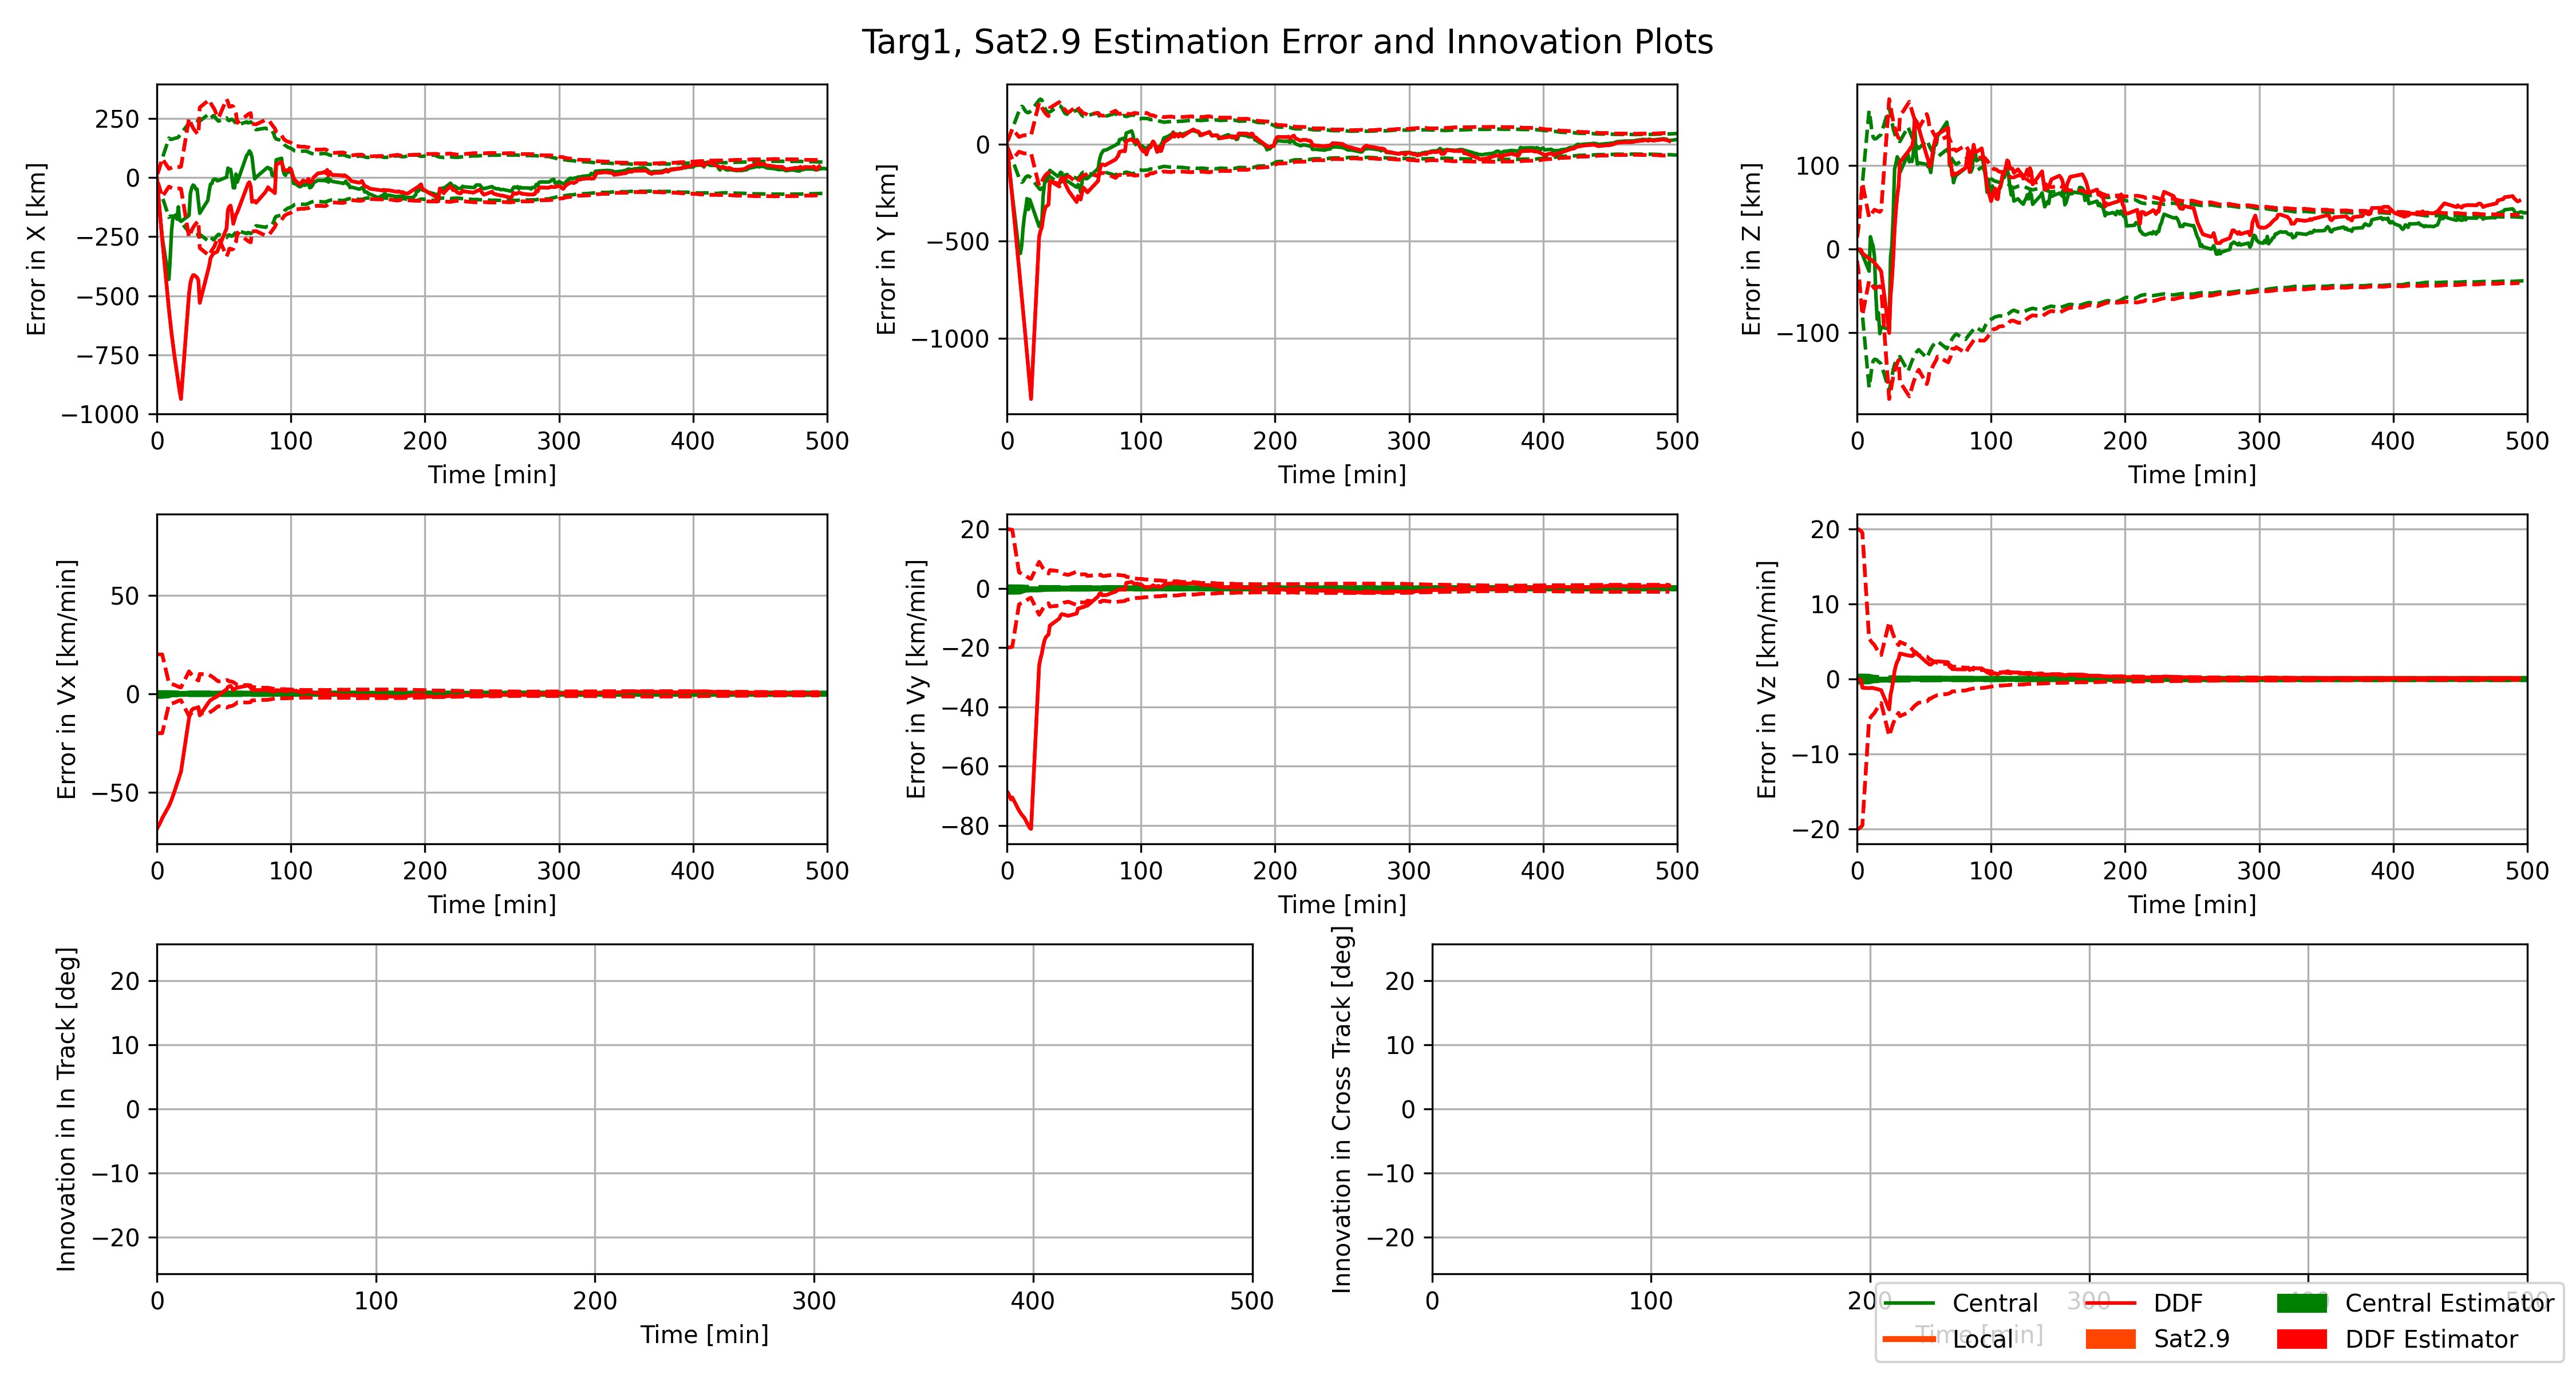 Targ1, Sat2.9 Estimation Error and Innovation Plots
Error in X [km]
250
0
−250
−500
−750
−1000
0 100 200 300 400 500
Time [min]
Error in Y [km]
0
−500
−1000
0 100 200 300 400 500
Time [min]
Error in Z [km]
100
0
−100
0 100 200 300 400 500
Time [min]
Error in Vx [km/min]
50
0
−50
0 100 200 300 400 500
Time [min]
Error in Vy [km/min]
20
0
−20
−40
−60
−80
0 100 200 300 400 500
Time [min]
Error in Vz [km/min]
20
10
0
−10
−20
0 100 200 300 400 500
Time [min]
Innovation in In Track [deg]
20
10
0
−10
−20
0 100 200 300 400 500
Time [min]
Innovation in Cross Track [deg]
20
10
0
−10
−20
0 100 200 300 400 500
Time [min]
Central DDF Central Estimator
Local Sat2.9 DDF Estimator